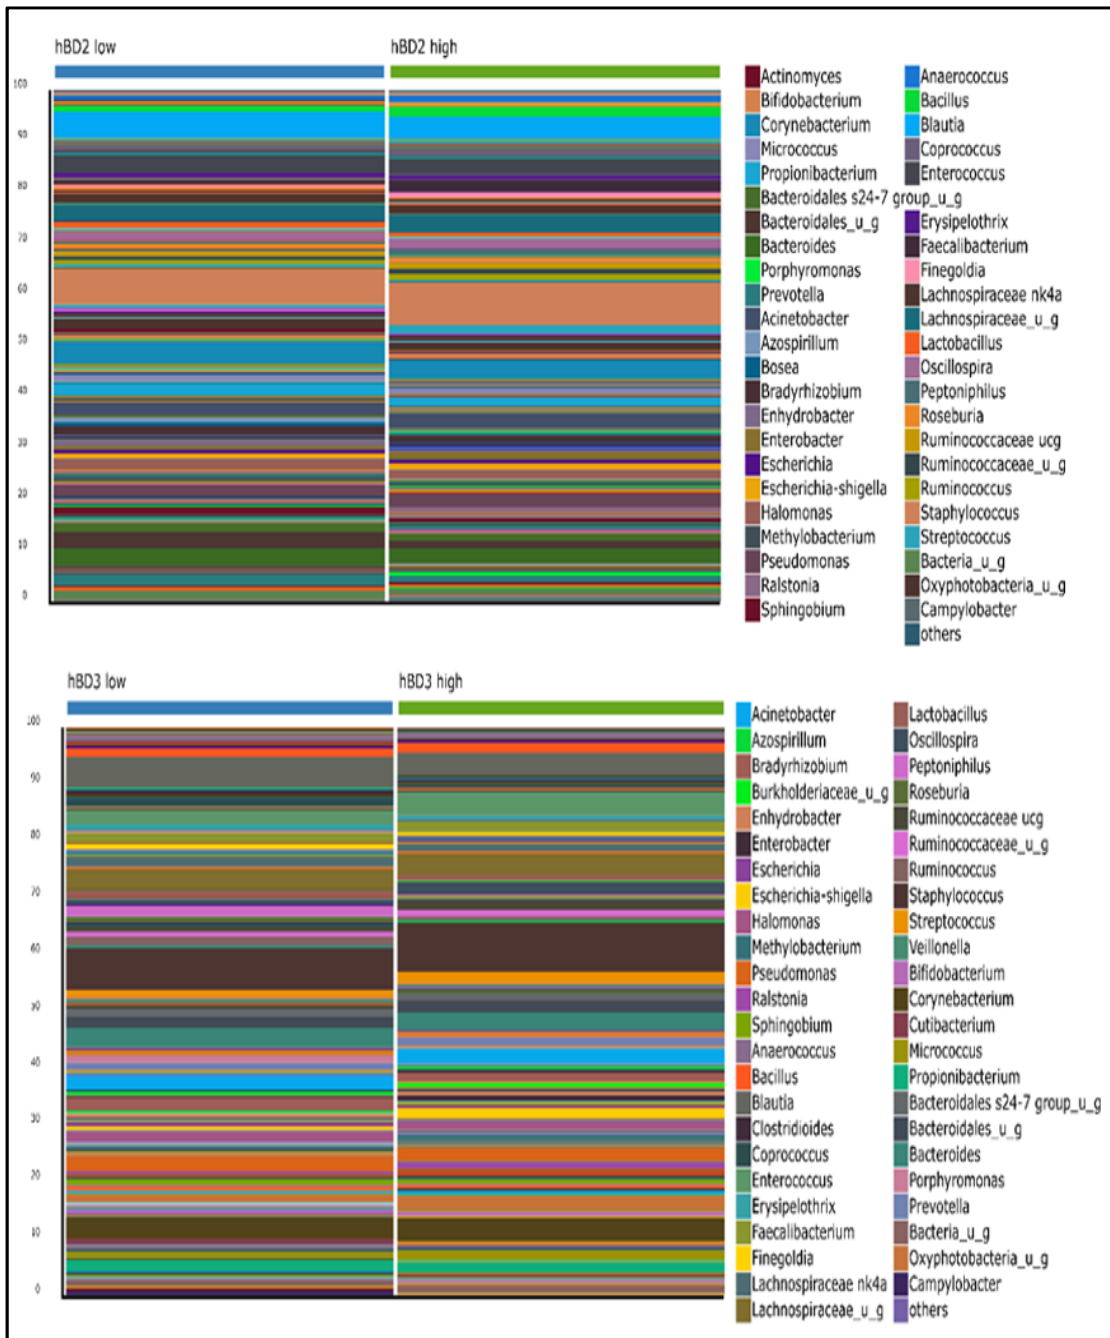 hBD2 low hBD2 high
100
90
80
70
60
50
40
30
20
10
0
Actinomyces
Bifidobacterium
Corynebacterium
Micrococcus
Propionibacterium
Bacteroidales s24-7 group_u_g
Bacteroidales_u_g
Bacteroides
Porphyromonas
Prevotella
Acinetobacter
Azospirillum
Bosea
Bradyrhizobium
Enhydrobacter
Enterobacter
Escherichia
Escherichia-shigella
Halomonas
Methylobacterium
Pseudomonas
Ralstonia
Sphingobium
Anaerococcus
Bacillus
Blautia
Coprococcus
Enterococcus
Erysipelothrix
Faecalibacterium
Finegoldia
Lachnospiraceae nk4a
Lachnospiraceae_u_g
Lactobacillus
Oscillospira
Peptoniphilus
Roseburia
Ruminococcaceae ucg
Ruminococcaceae_u_g
Ruminococcus
Staphylococcus
Streptococcus
Bacteria_u_g
Oxyphotobacteria_u_g
Campylobacter
others
hBD3 low hBD3 high
100
90
80
70
60
50
40
30
20
10
0
Acinetobacter
Azospirillum
Bradyrhizobium
Burkholderiaceae_u_g
Enhydrobacter
Enterobacter
Escherichia
Escherichia-shigella
Halomonas
Methylobacterium
Pseudomonas
Ralstonia
Sphingobium
Anaerococcus
Bacillus
Blautia
Clostridioides
Coprococcus
Enterococcus
Erysipelothrix
Faecalibacterium
Finegoldia
Lachnospiraceae nk4a
Lachnospiraceae_u_g
Lactobacillus
Oscillospira
Peptoniphilus
Roseburia
Ruminococcaceae ucg
Ruminococcaceae_u_g
Ruminococcus
Staphylococcus
Streptococcus
Veillonella
Bifidobacterium
Corynebacterium
Cutibacterium
Micrococcus
Propionibacterium
Bacteroidales s24-7 group_u_g
Bacteroidales_u_g
Bacteroides
Porphyromonas
Prevotella
Bacteria_u_g
Oxyphotobacteria_u_g
Campylobacter
others